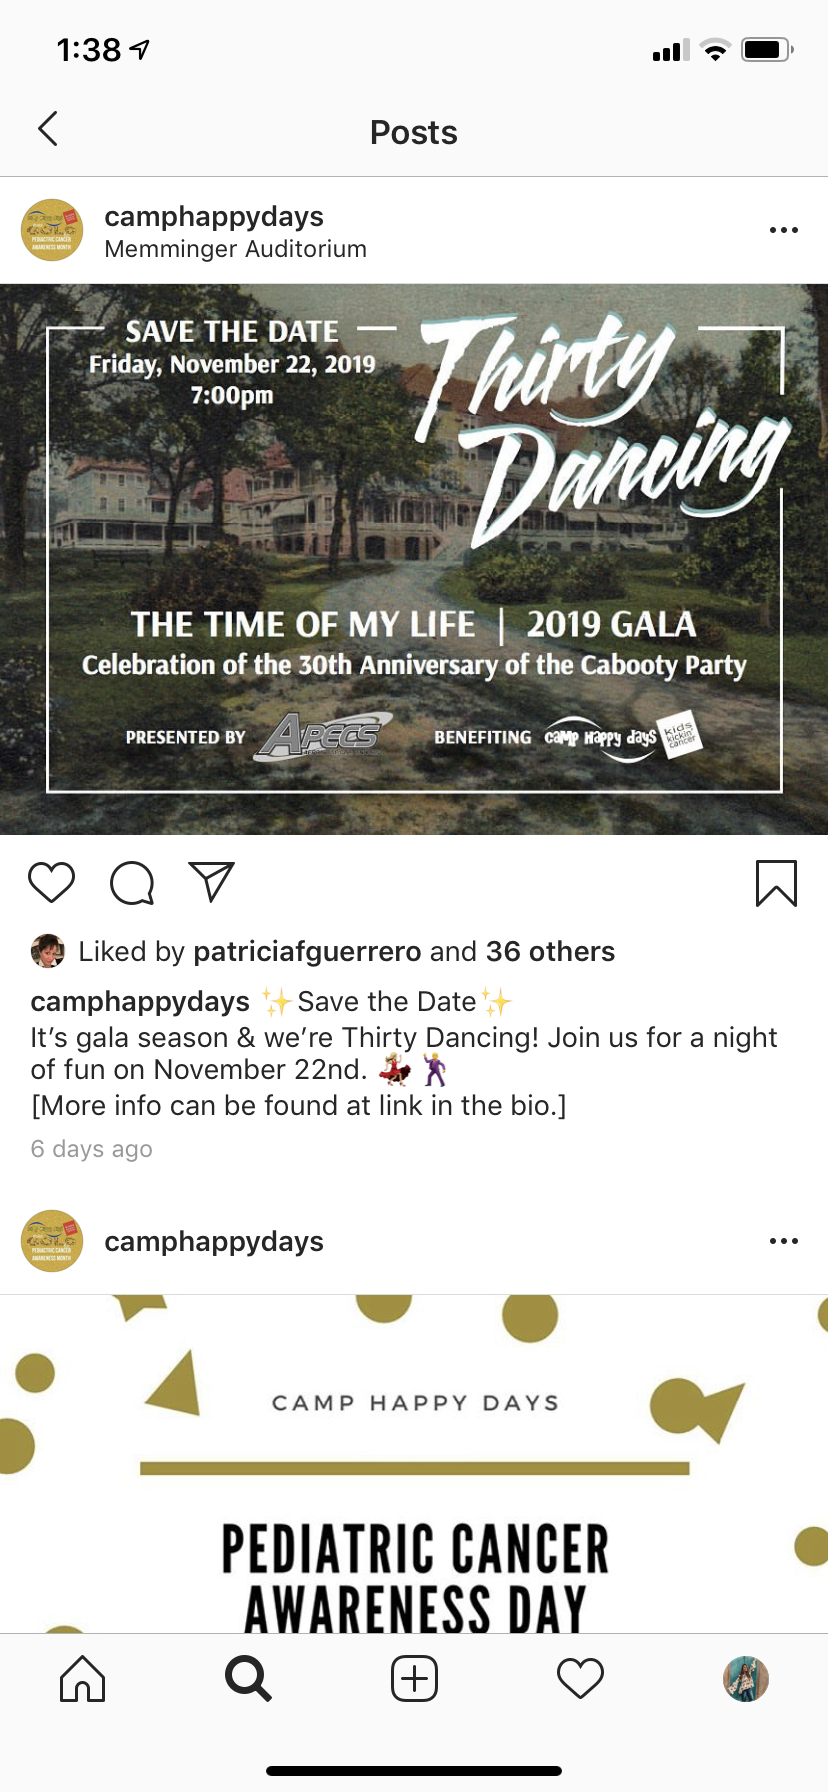 1:38
Posts
camphappydays
Memminger Auditorium
SAVE THE DATE
Friday, November 22, 2019
7:00pm
Thirty
Dancing
THE TIME OF MY LIFE | 2019 GALA
Celebration of the 30th Anniversary of the Cabooty Party
PRESENTED BY APECS BENEFITING camp Happy days kids kickin' cancer
Liked by patriciafguerrero and 36 others
camphappydays ✨Save the Date✨
It’s gala season & we’re Thirty Dancing! Join us for a night
of fun on November 22nd. 💃🕺
[More info can be found at link in the bio.]
6 days ago
camphappydays
CAMP HAPPY DAYS
PEDIATRIC CANCER
AWARENESS DAY